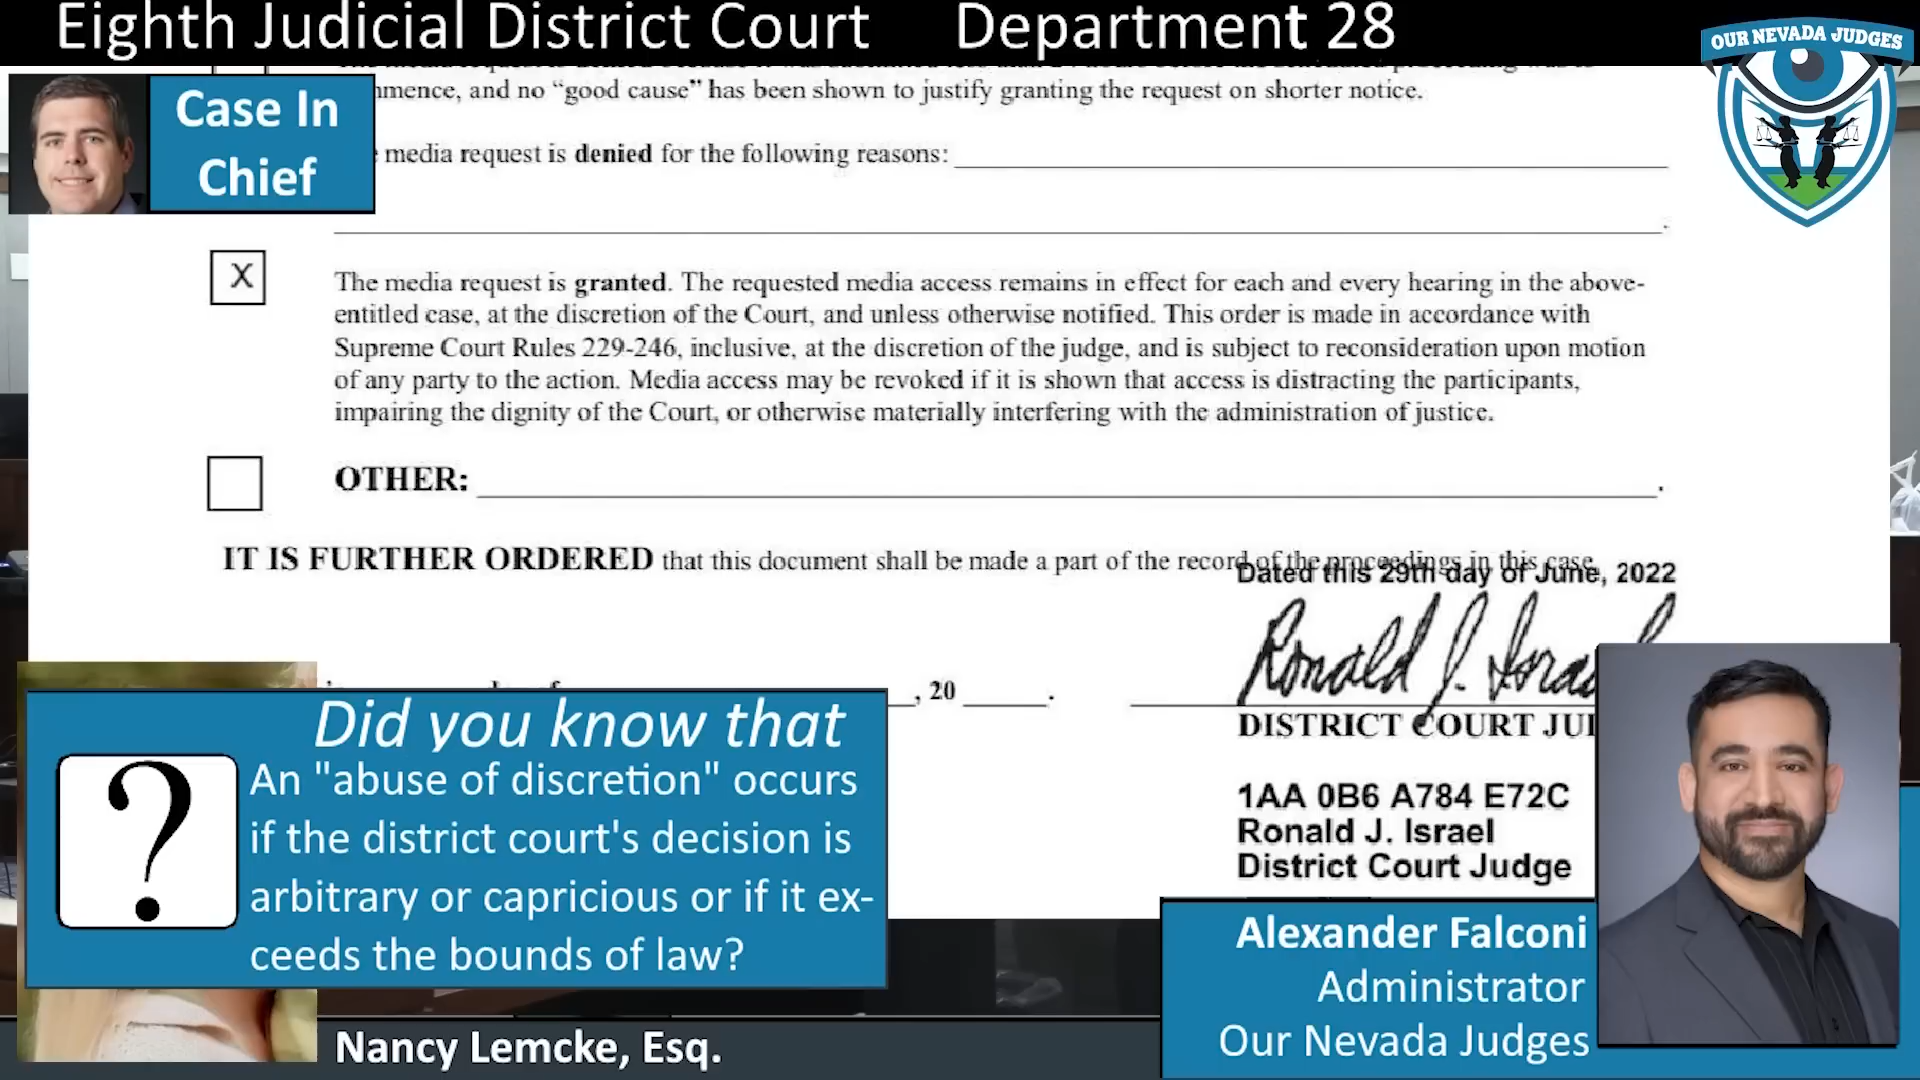 Eighth Judicial District Court Department 28
OUR NEVADA JUDGES
Case In
Chief
mmence, and no “good cause” has been shown to justify granting the request on shorter notice.
media request is denied for the following reasons:
X
The media request is granted. The requested media access remains in effect for each and every hearing in the above-
entitled case, at the discretion of the Court, and unless otherwise notified. This order is made in accordance with
Supreme Court Rules 229-246, inclusive, at the discretion of the judge, and is subject to reconsideration upon motion
of any party to the action. Media access may be revoked if it is shown that access is distracting the participants,
impairing the dignity of the Court, or otherwise materially interfering with the administration of justice.
OTHER: .
IT IS FURTHER ORDERED that this document shall be made a part of the record of the proceedings in this case.
Dated this 29th day of June, 2022
Ronald J. Israel
, 20 .
DISTRICT COURT JU
1AA 0B6 A784 E72C
Ronald J. Israel
District Court Judge
Did you know that
?
An "abuse of discretion" occurs
if the district court's decision is
arbitrary or capricious or if it ex-
ceeds the bounds of law?
Nancy Lemcke, Esq.
Alexander Falconi
Administrator
Our Nevada Judges